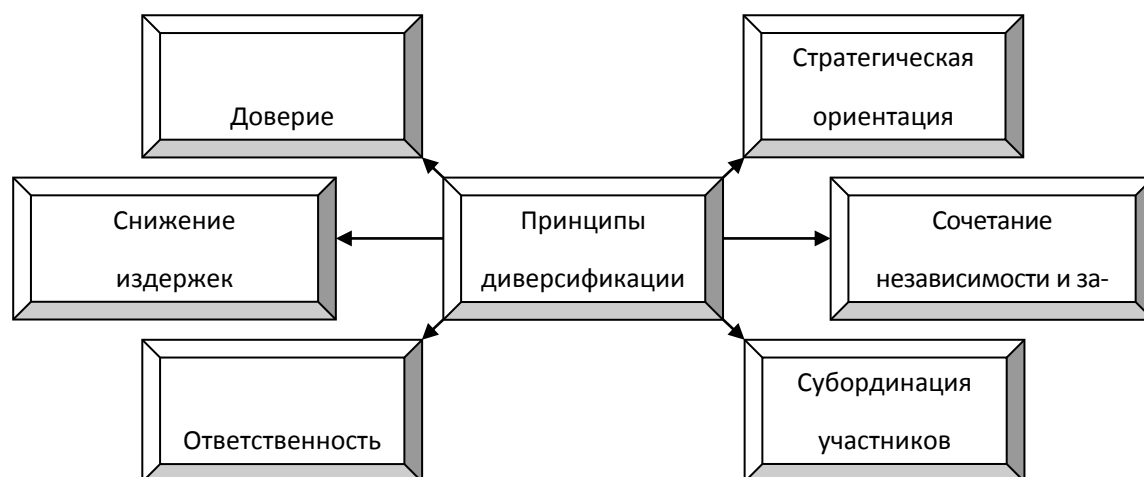 Доверие
Стратегическая
ориентация
Снижение
издержек
Принципы
диверсификации
Сочетание
независимости и за-
Ответственность
Субординация
участников